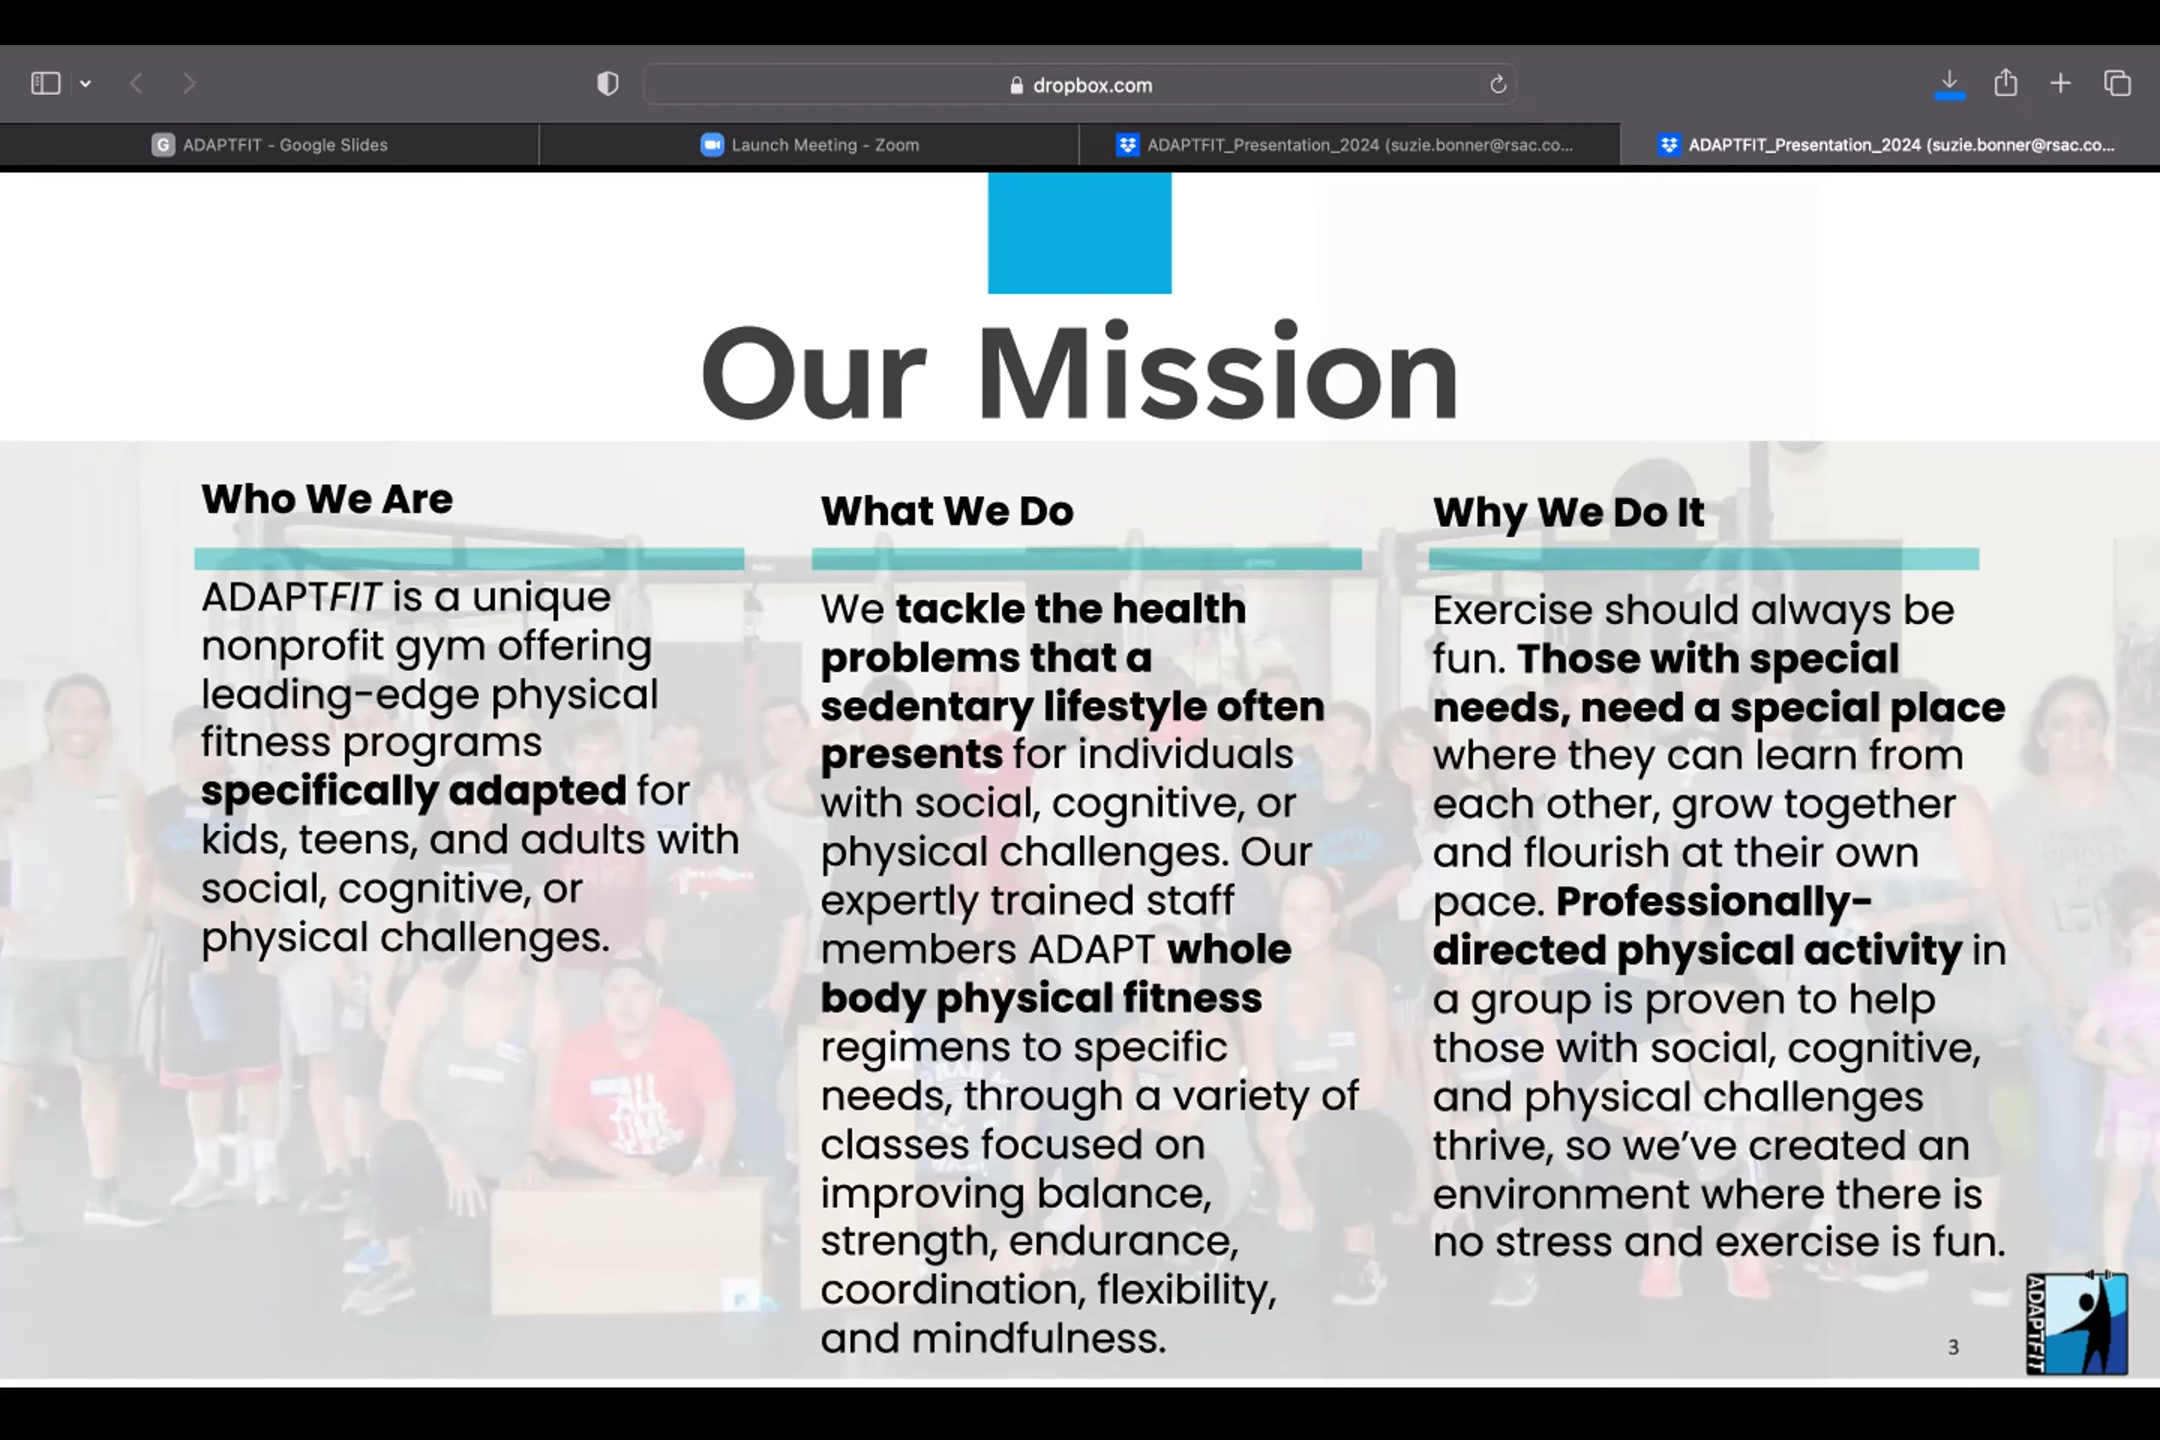 dropbox.com
ADAPTFIT - Google Slides
Launch Meeting - Zoom
ADAPTFIT_Presentation_2024 (suzie.bonner@rsac.co...
ADAPTFIT_Presentation_2024 (suzie.bonner@rsac.co...
Our Mission
Who We Are
ADAPTFIT is a unique
nonprofit gym offering
leading-edge physical
fitness programs
specifically adapted for
kids, teens, and adults with
social, cognitive, or
physical challenges.
What We Do
We tackle the health
problems that a
sedentary lifestyle often
presents for individuals
with social, cognitive, or
physical challenges. Our
expertly trained staff
members ADAPT whole
body physical fitness
regimens to specific
needs, through a variety of
classes focused on
improving balance,
strength, endurance,
coordination, flexibility,
and mindfulness.
Why We Do It
Exercise should always be
fun. Those with special
needs, need a special place
where they can learn from
each other, grow together
and flourish at their own
pace. Professionally-
directed physical activity in
a group is proven to help
those with social, cognitive,
and physical challenges
thrive, so we’ve created an
environment where there is
no stress and exercise is fun.
ALL
TIME
3
ADAPTFIT